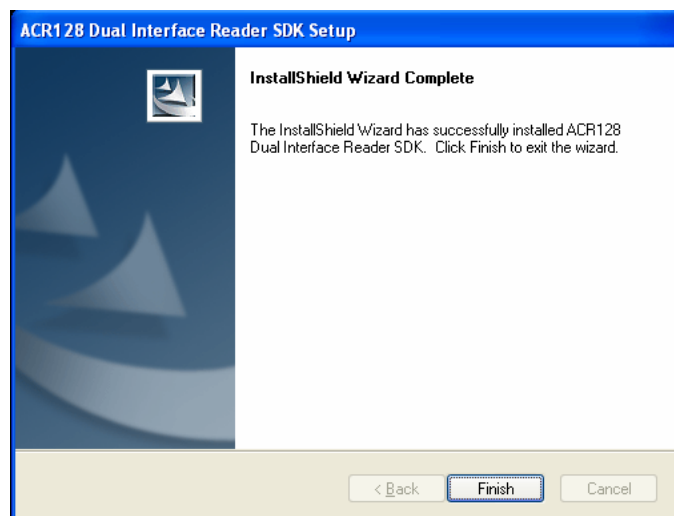 ACR128 Dual Interface Reader SDK Setup
InstallShield Wizard Complete
The InstallShield Wizard has successfully installed ACR128
Dual Interface Reader SDK. Click Finish to exit the wizard.
< Back Finish Cancel